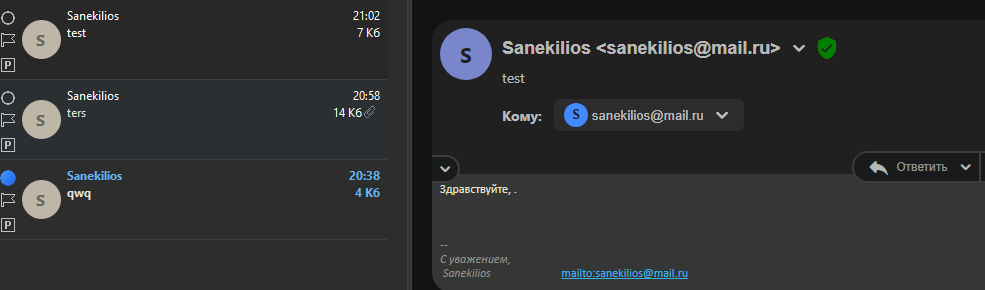 Sanekilios 21:02
S
test 7 Кб
P
Sanekilios 20:58
S
ters 14 Кб
P
Sanekilios 20:38
S
qwq 4 Кб
P
S
Sanekilios <sanekilios@mail.ru>
test
Кому: S sanekilios@mail.ru
Ответить
Здравствуйте, .
--
С уважением,
Sanekilios mailto:sanekilios@mail.ru